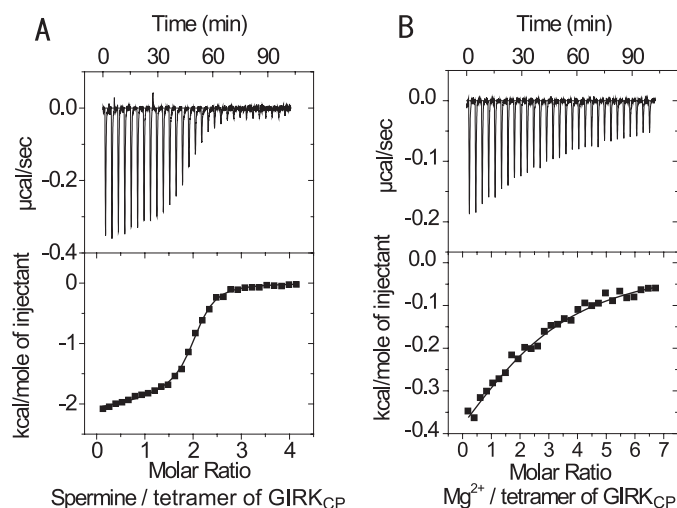 A
Time (min)
0 30 60 90
0.0
-0.2
-0.4
µcal/sec
0
-1
-2
kcal/mole of injectant
0 1 2 3 4
Molar Ratio
Spermine / tetramer of GIRKCP
B
Time (min)
0 30 60 90
0.0
-0.1
-0.2
µcal/sec
0.0
-0.1
-0.2
-0.3
-0.4
kcal/mole of injectant
0 1 2 3 4 5 6 7
Molar Ratio
Mg²⁺ / tetramer of GIRKCP